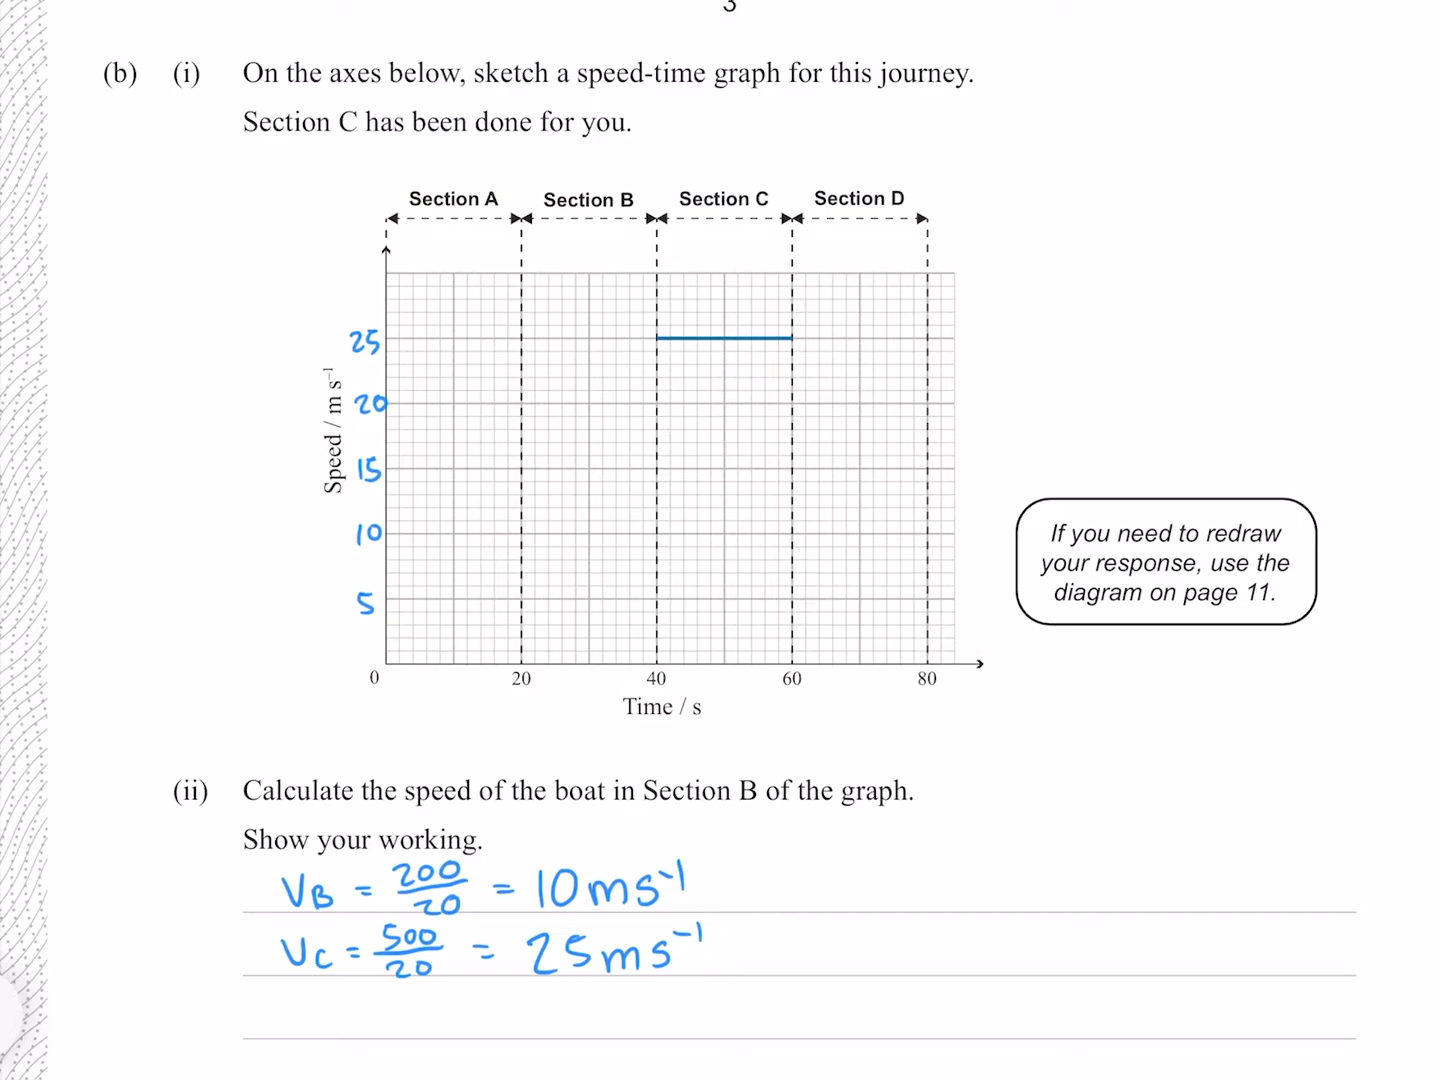 3
(b) (i) On the axes below, sketch a speed-time graph for this journey.
Section C has been done for you.
Section A Section B Section C Section D
25
20
15
10
5
Speed / m s⁻¹
0 20 40 60 80
Time / s
If you need to redraw
your response, use the
diagram on page 11.
(ii) Calculate the speed of the boat in Section B of the graph.
Show your working.
VB = 200/20 = 10ms⁻¹
VC = 500/20 = 25ms⁻¹